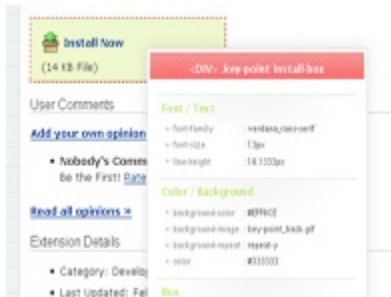 Install Now
(14 KB File)
User Comments
Add your own opinion
Nobody's Comm
Be the First! Rate
Read all opinions »
Extension Details
Category: Develop
Last Updated: Fel
<DIV> .key-point install-box
Font / Text
font-family : verdana,sans-serif
font-size : 13px
line-height : 18.1333px
Color / Background
background-color
background-image : key-point_back.gif
background-repeat : repeat-y
color : #333333
Box